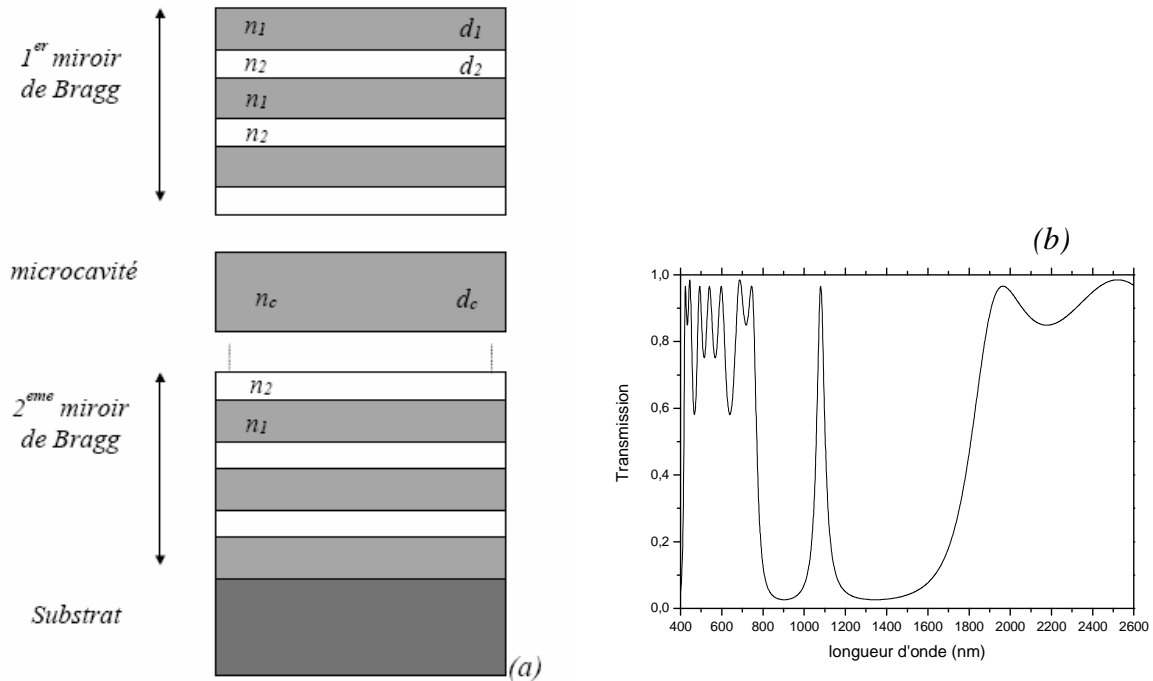 1er miroir
de Bragg
n1 d1
n2 d2
n1
n2
microcavité
nc dc
2eme miroir
de Bragg
n2
n1
Substrat
(a)
(b)
Transmission
1,0
0,8
0,6
0,4
0,2
0,0
400 600 800 1000 1200 1400 1600 1800 2000 2200 2400 2600
longueur d'onde (nm)